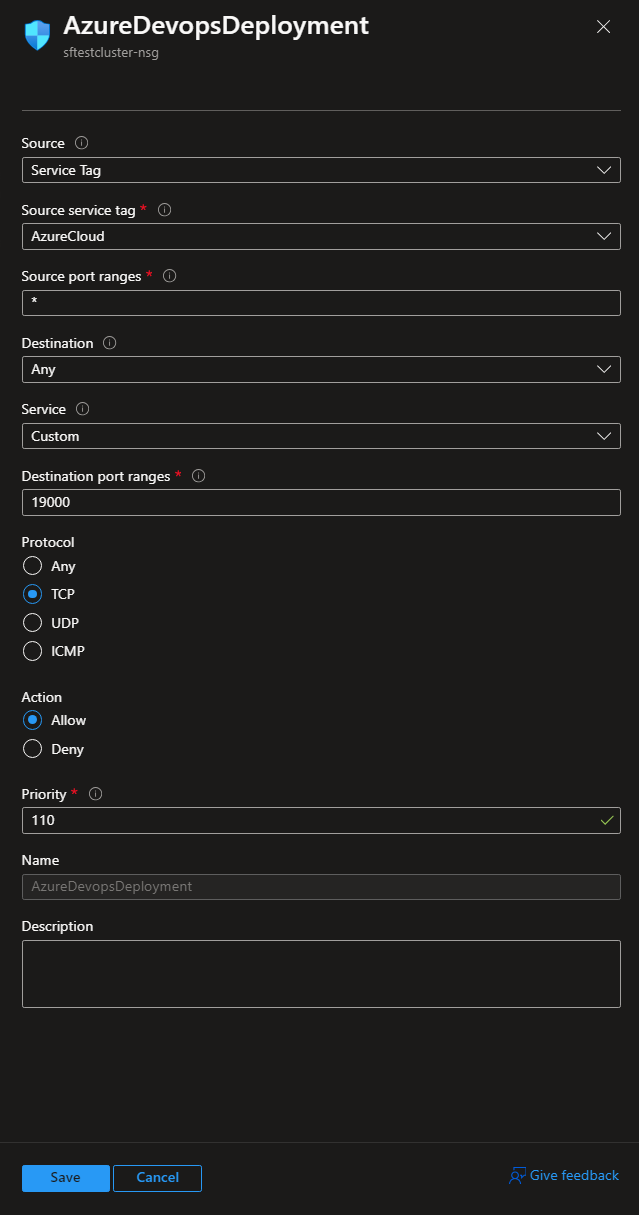 AzureDevopsDeployment
sftestcluster-nsg
Source
Service Tag
Source service tag *
AzureCloud
Source port ranges *
*
Destination
Any
Service
Custom
Destination port ranges *
19000
Protocol
Any
TCP
UDP
ICMP
Action
Allow
Deny
Priority *
110
Name
AzureDevopsDeployment
Description
Save Cancel Give feedback